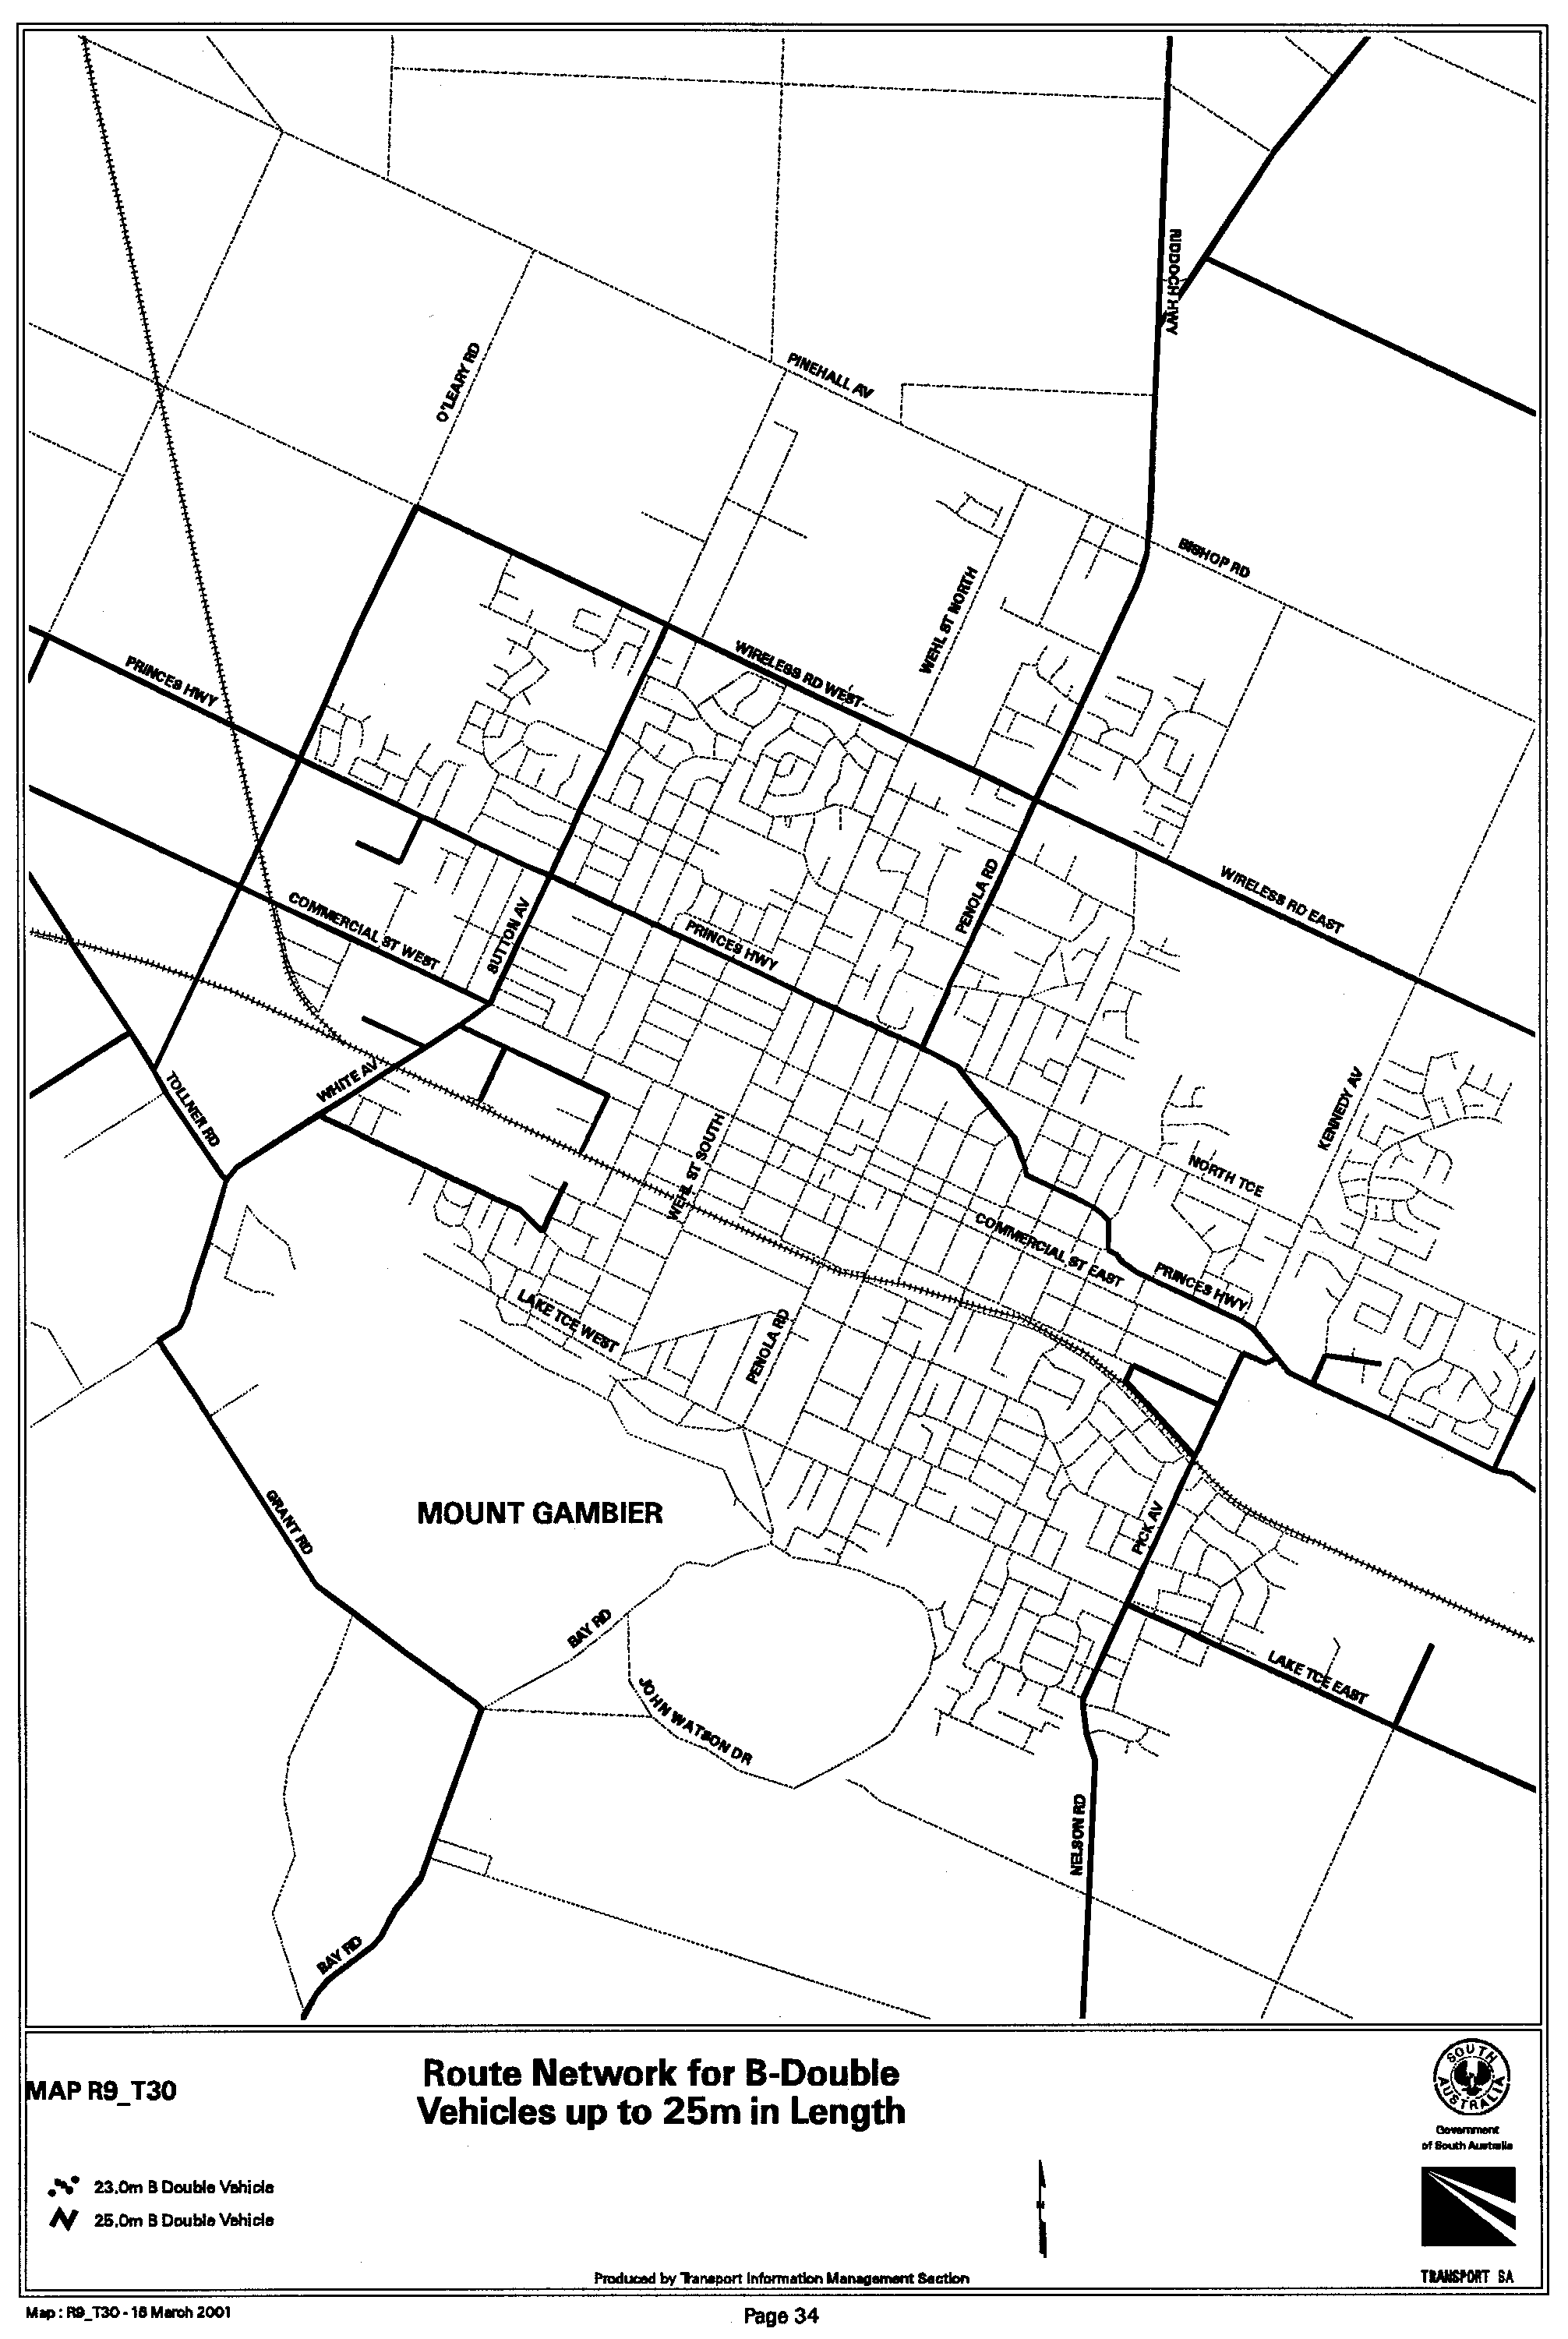 RIDDOCH HWY
O'LEARY RD
PINEHALL AV
BISHOP RD
WEHL ST NORTH
PRINCES HWY
WIRELESS RD WEST
PENOLA RD
WIRELESS RD EAST
COMMERCIAL ST WEST
SUTTON AV
PRINCES HWY
TOLLNER RD
WHITE AV
KENNEDY AV
WEHL ST SOUTH
NORTH TCE
COMMERCIAL ST EAST
PRINCES HWY
LAKE TCE WEST
PENOLA RD
GRANT RD
MOUNT GAMBIER
PICK AV
BAY RD
JOHN WATSON DR
LAKE TCE EAST
NELSON RD
BAY RD
MAP R9_T30
Route Network for B-Double
Vehicles up to 25m in Length
SOUTH AUSTRALIA
Government
of South Australia
23.0m B Double Vehicle
25.0m B Double Vehicle
N
Produced by Transport Information Management Section
TRANSPORT SA
Map : R9_T30 - 16 March 2001
Page 34